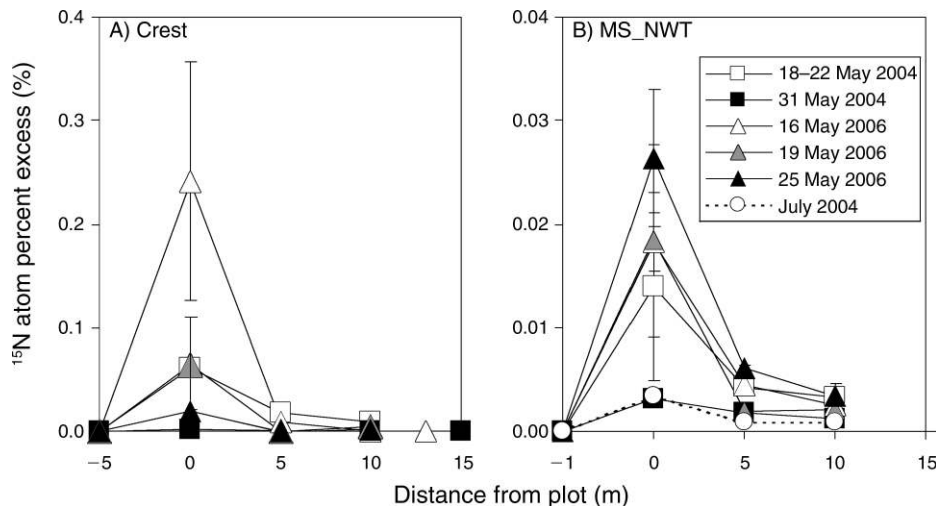 A) Crest
B) MS_NWT
0.4
0.3
0.2
0.1
0.0
0.04
0.03
0.02
0.01
0.00
18–22 May 2004
31 May 2004
16 May 2006
19 May 2006
25 May 2006
July 2004
−5 0 5 10 15
−1 0 5 10 15
¹⁵N atom percent excess (%)
Distance from plot (m)